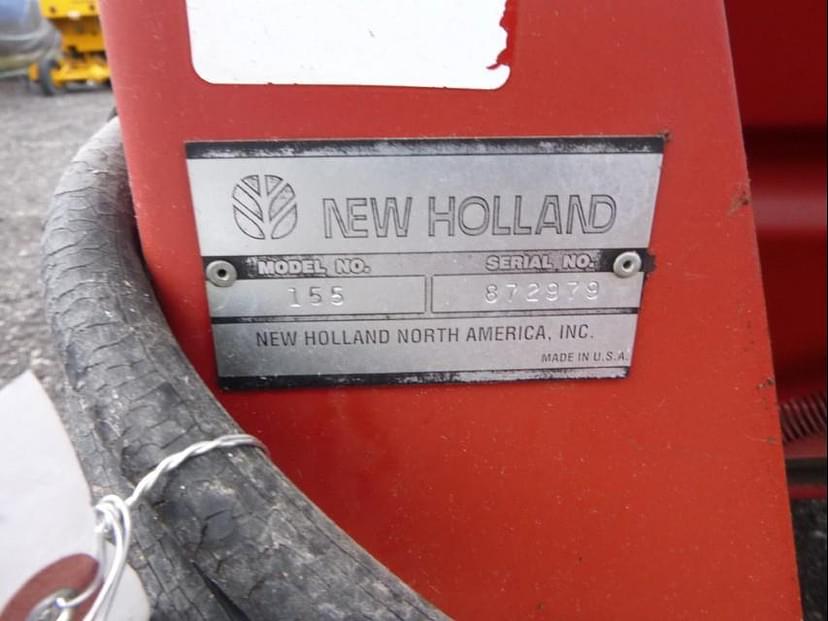 NEW HOLLAND
MODEL NO. SERIAL NO.
155 872979
NEW HOLLAND NORTH AMERICA, INC.
MADE IN U.S.A.